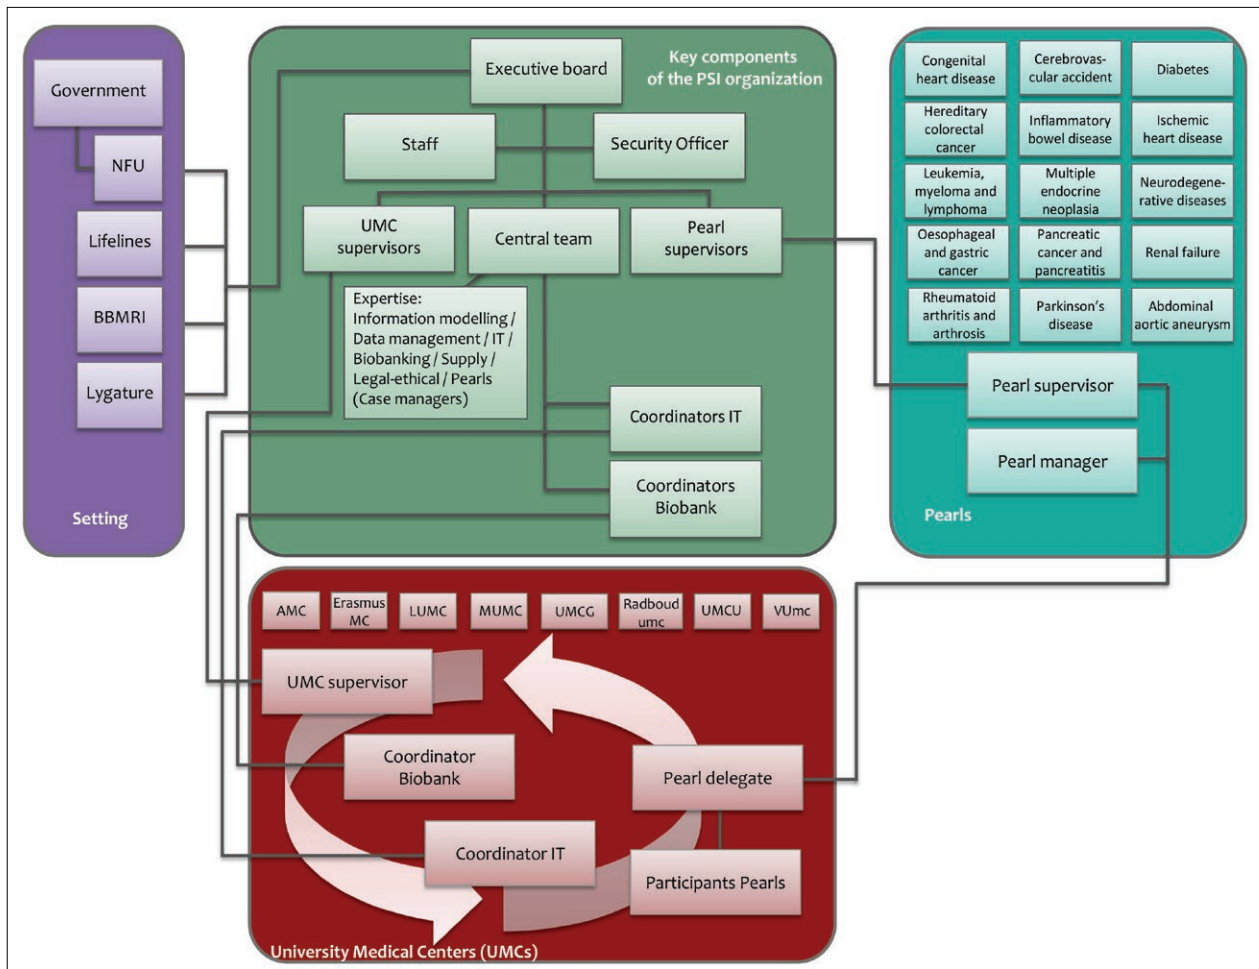 Government
NFU
Lifelines
BBMRI
Lygature
Setting
Key components
of the PSI organization
Executive board
Staff
Security Officer
UMC
supervisors
Central team
Pearl
supervisors
Expertise:
Information modelling /
Data management / IT /
Biobanking / Supply /
Legal-ethical / Pearls
(Case managers)
Coordinators IT
Coordinators
Biobank
Congenital
heart disease
Cerebrovas-
cular accident
Diabetes
Hereditary
colorectal
cancer
Inflammatory
bowel disease
Ischemic
heart disease
Leukemia,
myeloma and
lymphoma
Multiple
endocrine
neoplasia
Neurodegene-
rative diseases
Oesophageal
and gastric
cancer
Pancreatic
cancer and
pancreatitis
Renal failure
Rheumatoid
arthritis and
arthrosis
Parkinson's
disease
Abdominal
aortic aneurysm
Pearl supervisor
Pearl manager
Pearls
AMC
Erasmus
MC
LUMC
MUMC
UMCG
Radboud
umc
UMCU
VUmc
UMC supervisor
Coordinator
Biobank
Pearl delegate
Coordinator IT
Participants Pearls
University Medical Centers (UMCs)